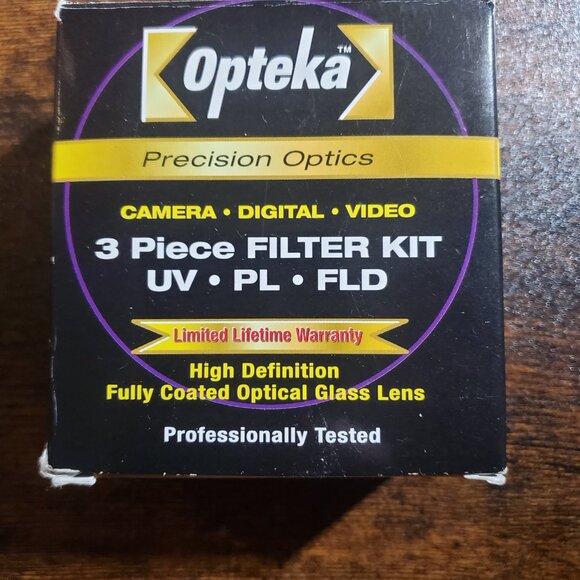 Opteka™
Precision Optics
CAMERA • DIGITAL • VIDEO
3 Piece FILTER KIT
UV • PL • FLD
Limited Lifetime Warranty
High Definition
Fully Coated Optical Glass Lens
Professionally Tested